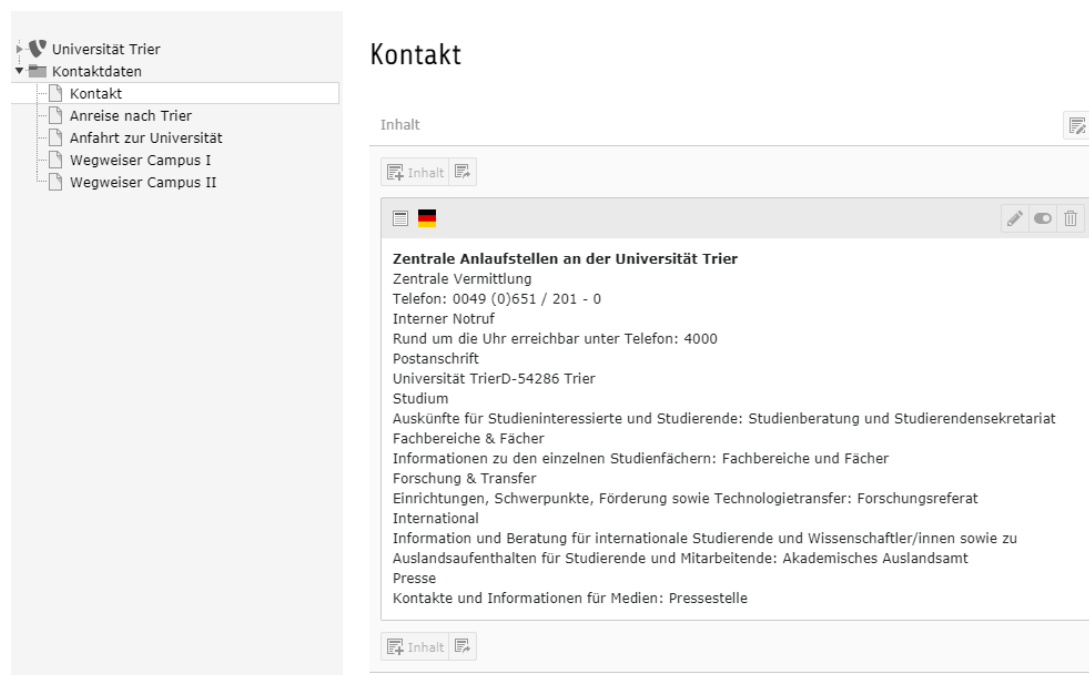 Universität Trier
Kontaktdaten
Kontakt
Anreise nach Trier
Anfahrt zur Universität
Wegweiser Campus I
Wegweiser Campus II
Kontakt
Inhalt
Inhalt
Zentrale Anlaufstellen an der Universität Trier
Zentrale Vermittlung
Telefon: 0049 (0)651 / 201 - 0
Interner Notruf
Rund um die Uhr erreichbar unter Telefon: 4000
Postanschrift
Universität TrierD-54286 Trier
Studium
Auskünfte für Studieninteressierte und Studierende: Studienberatung und Studierendensekretariat
Fachbereiche & Fächer
Informationen zu den einzelnen Studienfächern: Fachbereiche und Fächer
Forschung & Transfer
Einrichtungen, Schwerpunkte, Förderung sowie Technologietransfer: Forschungsreferat
International
Information und Beratung für internationale Studierende und Wissenschaftler/innen sowie zu
Auslandsaufenthalten für Studierende und Mitarbeitende: Akademisches Auslandsamt
Presse
Kontakte und Informationen für Medien: Pressestelle
Inhalt